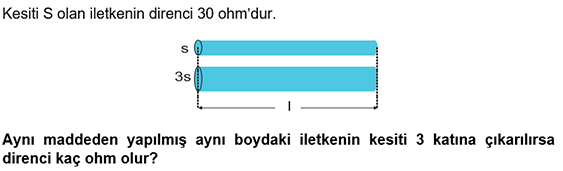 Kesiti S olan iletkenin direnci 30 ohm’dur.
s
3s
l
Aynı maddeden yapılmış aynı boydaki iletkenin kesiti 3 katına çıkarılırsa
direnci kaç ohm olur?